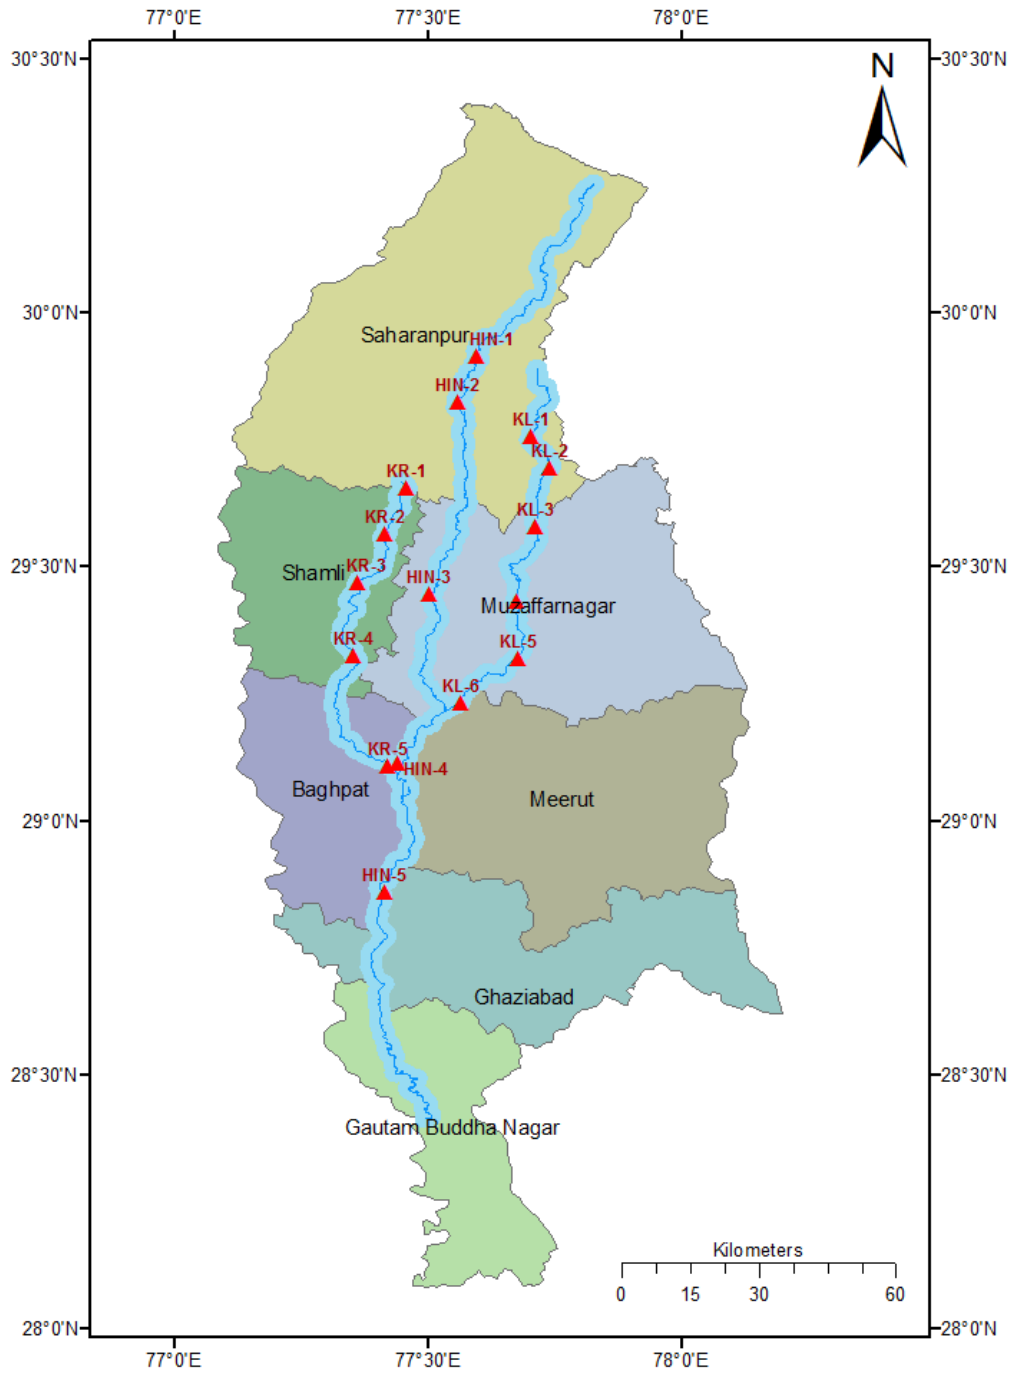 77°0'E 77°30'E 78°0'E
30°30'N 30°30'N
N
30°0'N 30°0'N
Saharanpur
HIN-1
HIN-2
KL-1
KL-2
KR-1
KL-3
KR-2
29°30'N 29°30'N
KR-3
Shamli
HIN-3
Muzaffarnagar
KR-4
KL-5
KL-6
KR-5
HIN-4
Baghpat
Meerut
29°0'N 29°0'N
HIN-5
Ghaziabad
28°30'N 28°30'N
Gautam Buddha Nagar
Kilometers
0 15 30 60
28°0'N 28°0'N
77°0'E 77°30'E 78°0'E